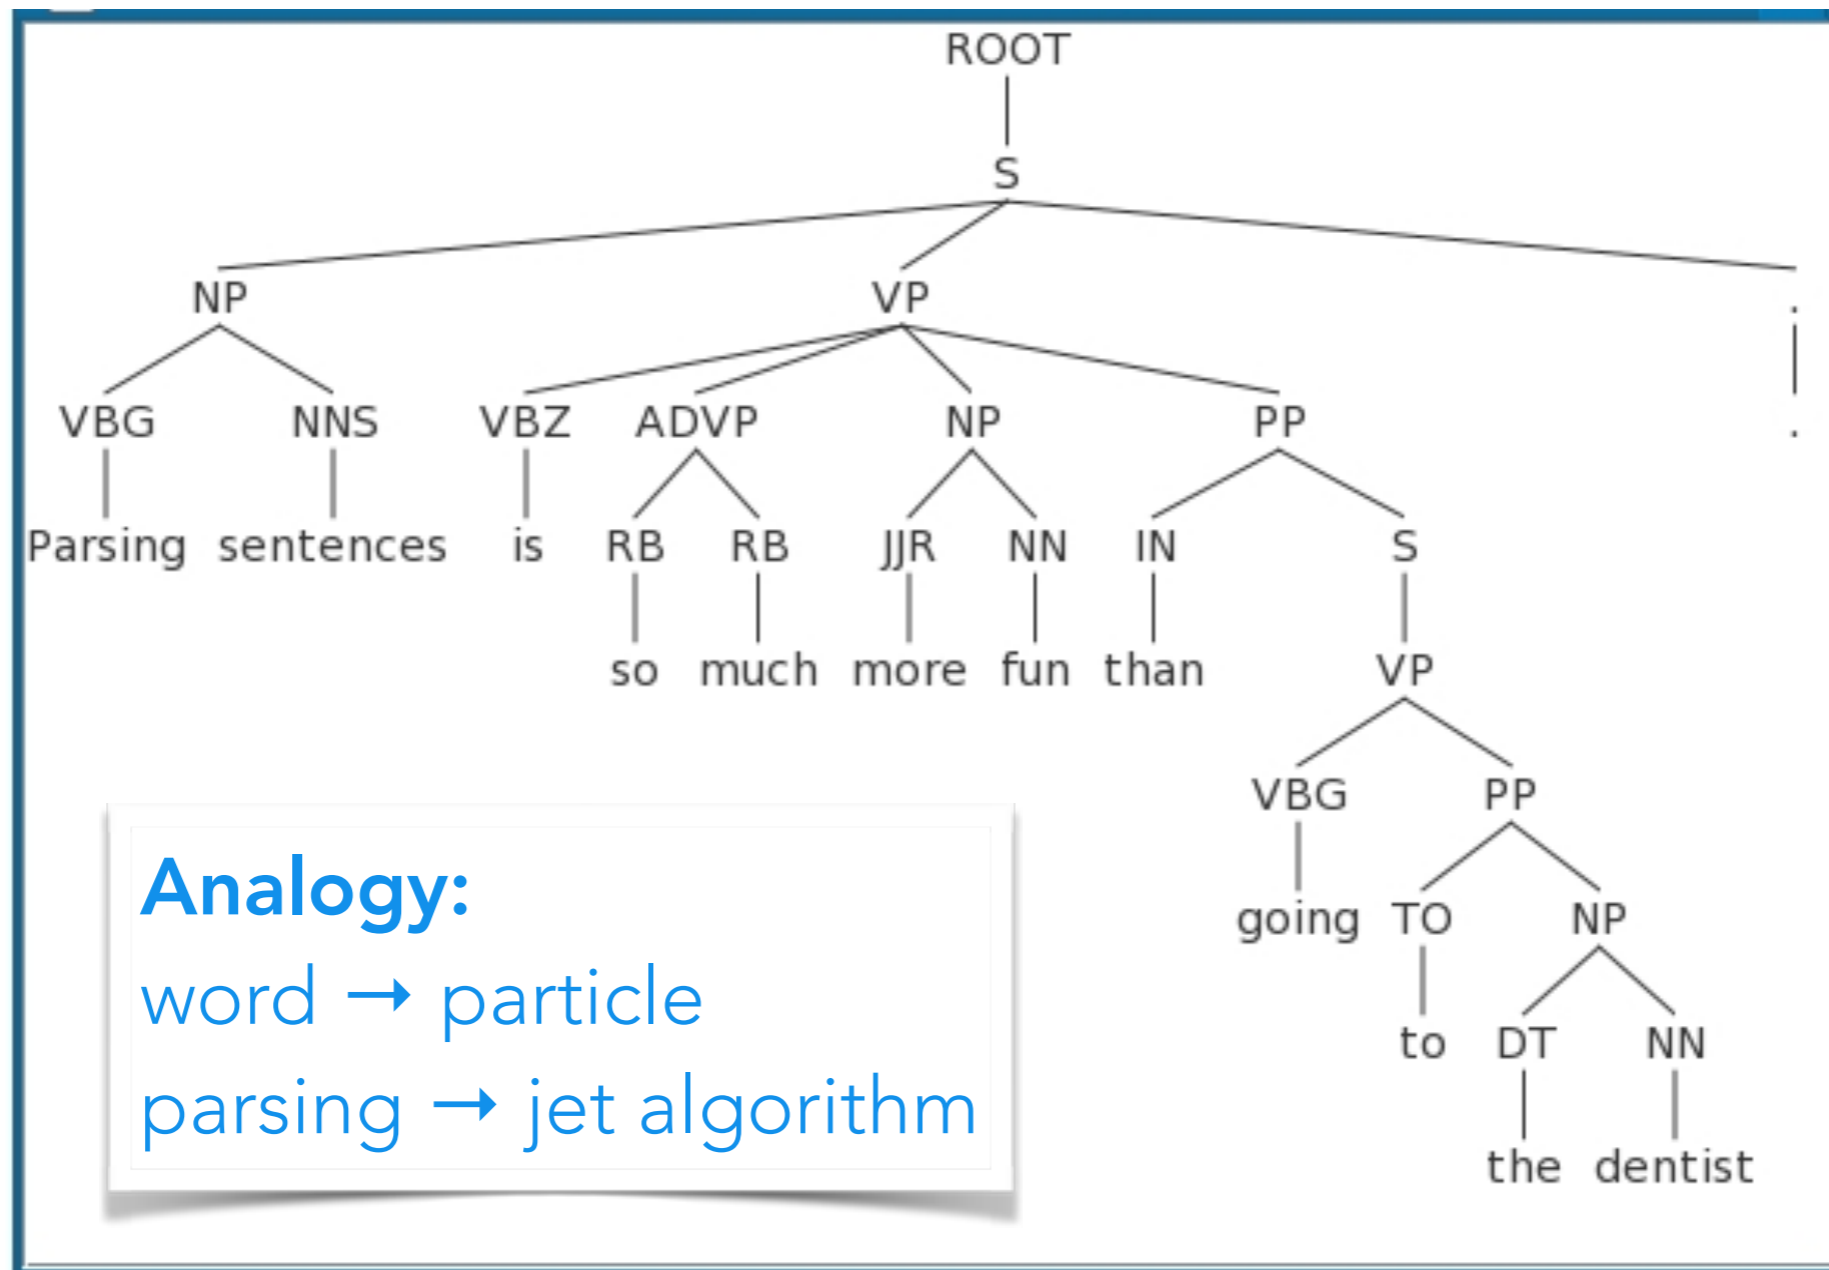 ROOT
S
NP VP .
VBG NNS VBZ ADVP NP PP .
Parsing sentences is RB RB JJR NN IN S
so much more fun than VP
VBG PP
going TO NP
to DT NN
the dentist
Analogy:
word → particle
parsing → jet algorithm